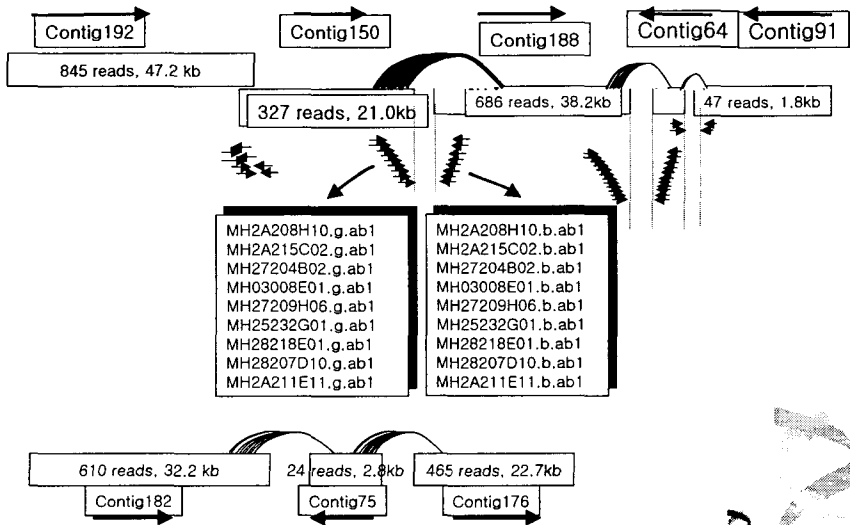 Contig192
Contig150
Contig188
Contig64
Contig91
845 reads, 47.2 kb
327 reads, 21.0kb
686 reads, 38.2kb
47 reads, 1.8kb
MH2A208H10.g.ab1
MH2A215C02.g.ab1
MH27204B02.g.ab1
MH03008E01.g.ab1
MH27209H06.g.ab1
MH25232G01.g.ab1
MH28218E01.g.ab1
MH28207D10.g.ab1
MH2A211E11.g.ab1
MH2A208H10.b.ab1
MH2A215C02.b.ab1
MH27204B02.b.ab1
MH03008E01.b.ab1
MH27209H06.b.ab1
MH25232G01.b.ab1
MH28218E01.b.ab1
MH28207D10.b.ab1
MH2A211E11.b.ab1
610 reads, 32.2 kb
24 reads, 2.8kb
465 reads, 22.7kb
Contig182
Contig75
Contig176